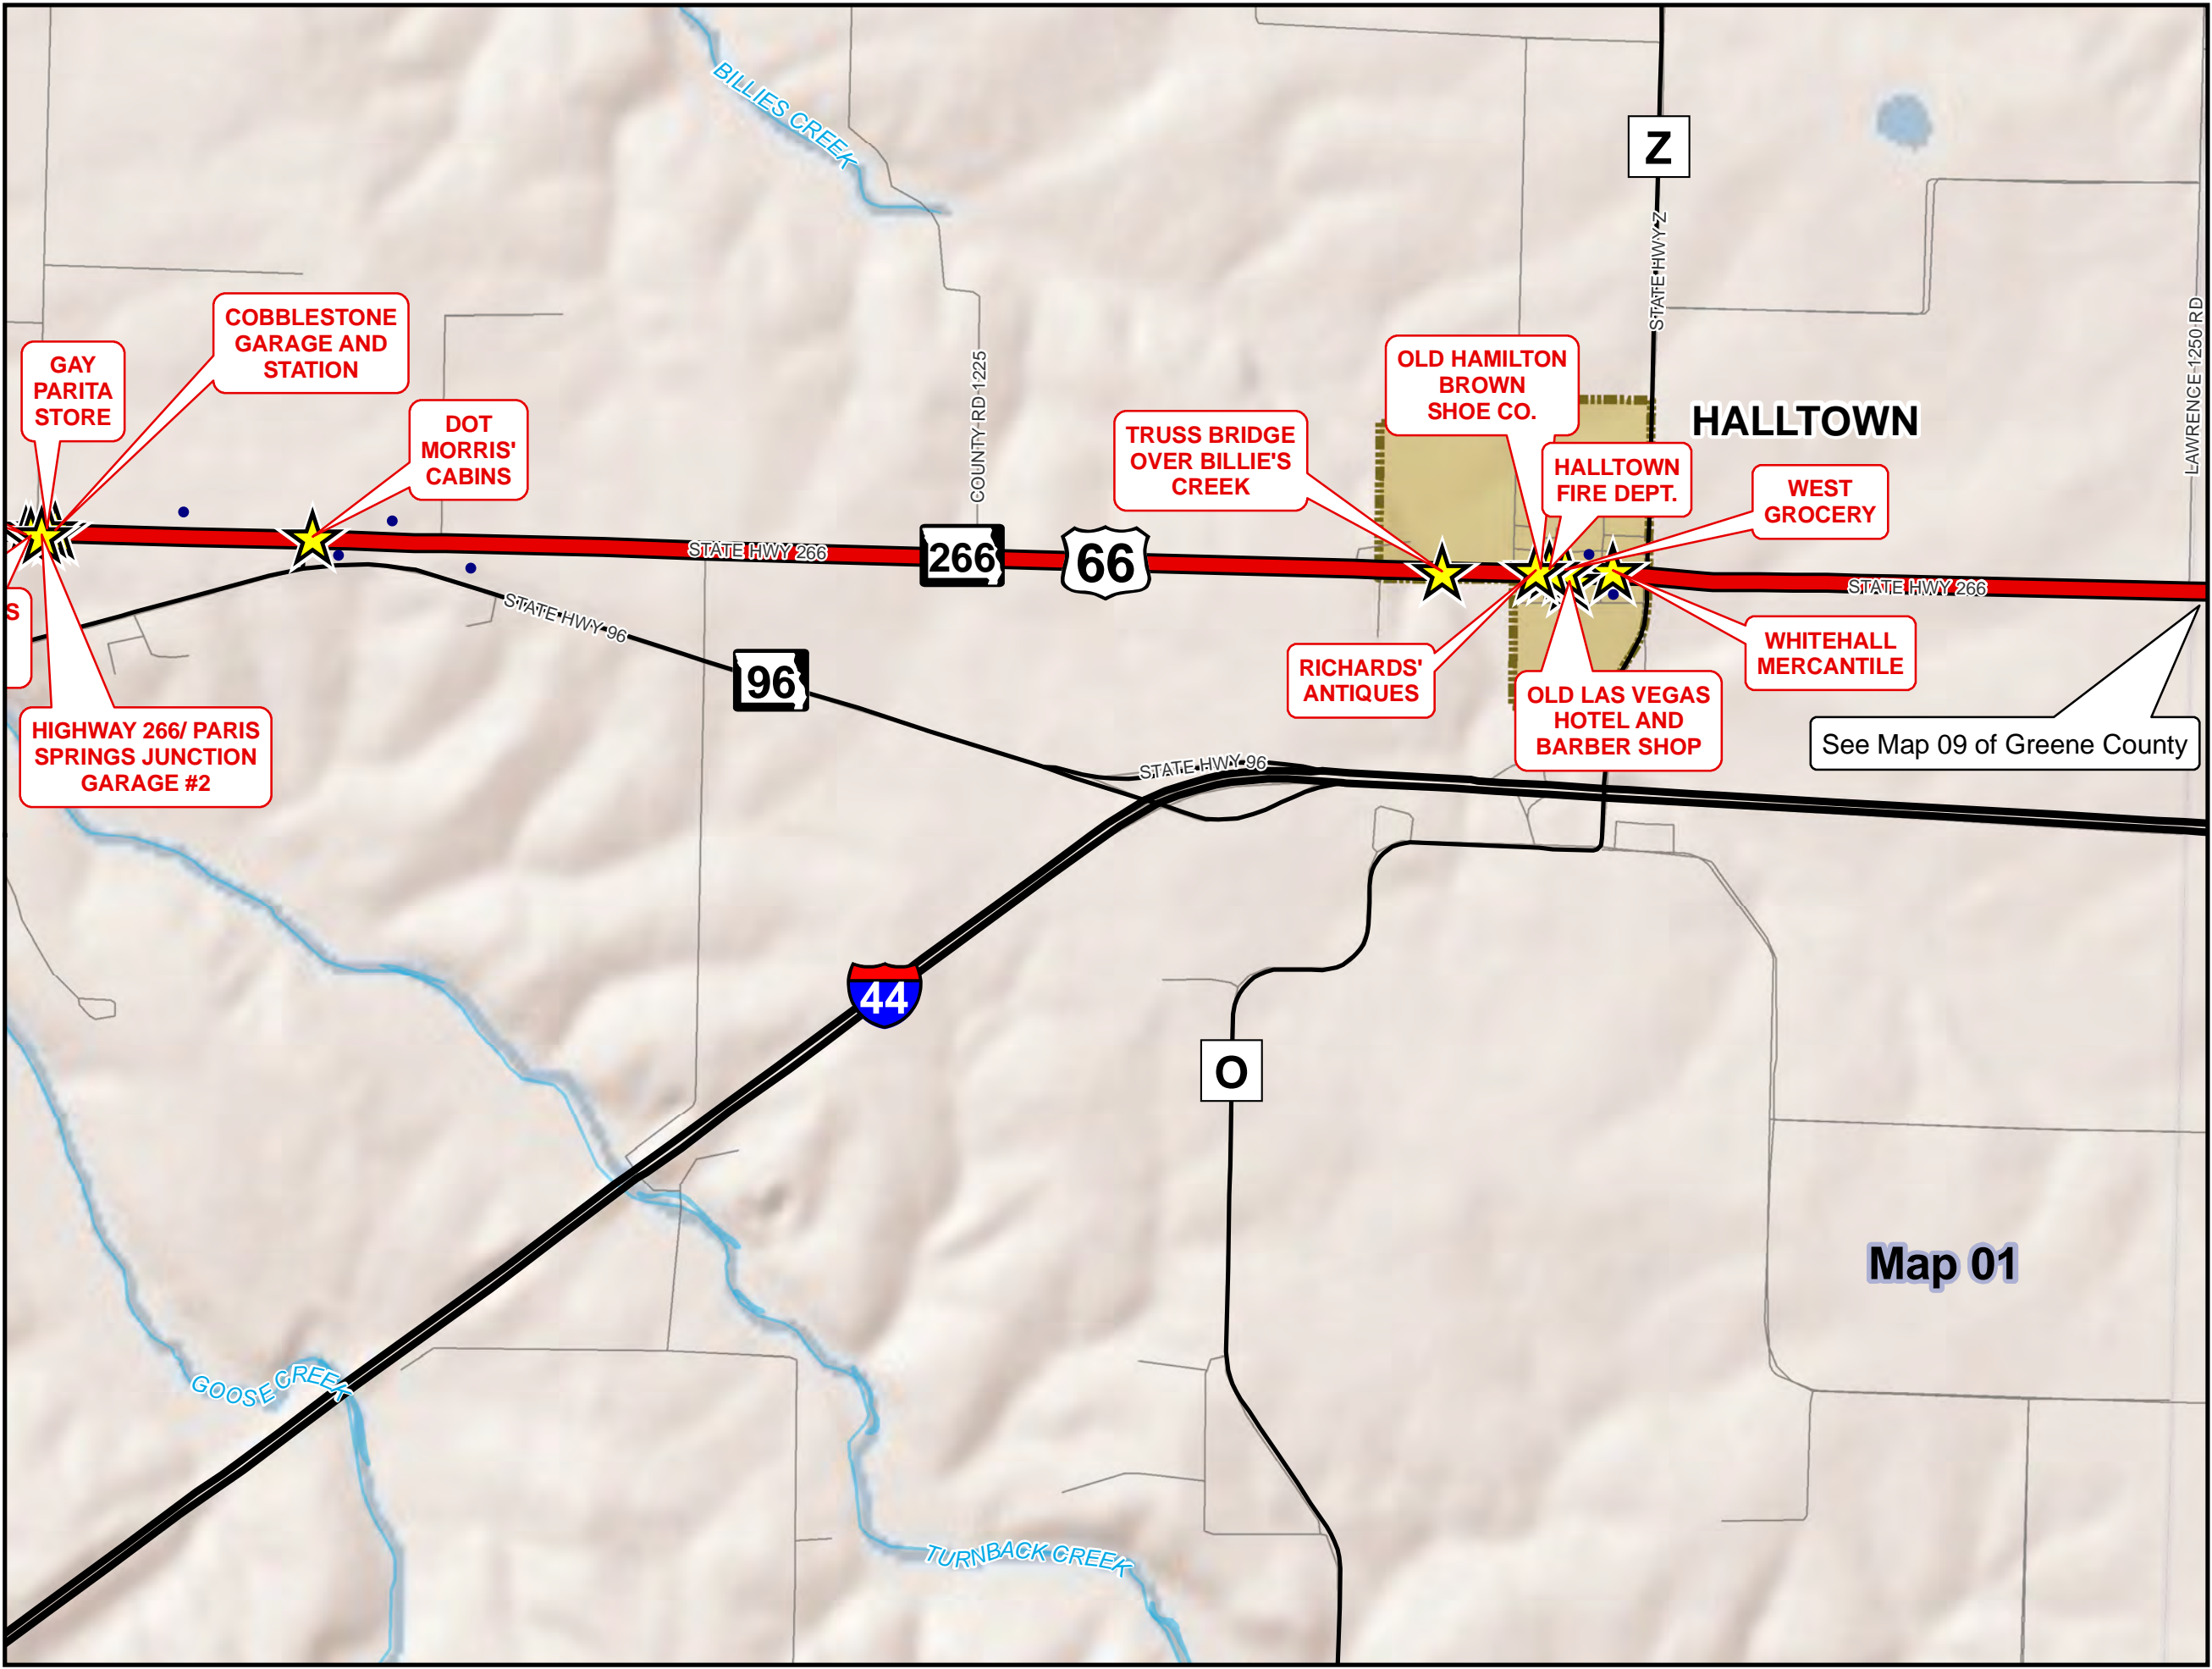 BILLIES CREEK
Z
STATE HWY Z
COBBLESTONE
GARAGE AND
STATION
GAY
PARITA
STORE
DOT
MORRIS'
CABINS
COUNTY RD 1225
LAWRENCE 1250 RD
OLD HAMILTON
BROWN
SHOE CO.
HALLTOWN
TRUSS BRIDGE
OVER BILLIE'S
CREEK
HALLTOWN
FIRE DEPT.
WEST
GROCERY
STATE HWY 266
266
66
STATE HWY 266
S
STATE HWY 96
96
RICHARDS'
ANTIQUES
WHITEHALL
MERCANTILE
OLD LAS VEGAS
HOTEL AND
BARBER SHOP
HIGHWAY 266/ PARIS
SPRINGS JUNCTION
GARAGE #2
See Map 09 of Greene County
STATE HWY 96
44
O
Map 01
GOOSE CREEK
TURNBACK CREEK